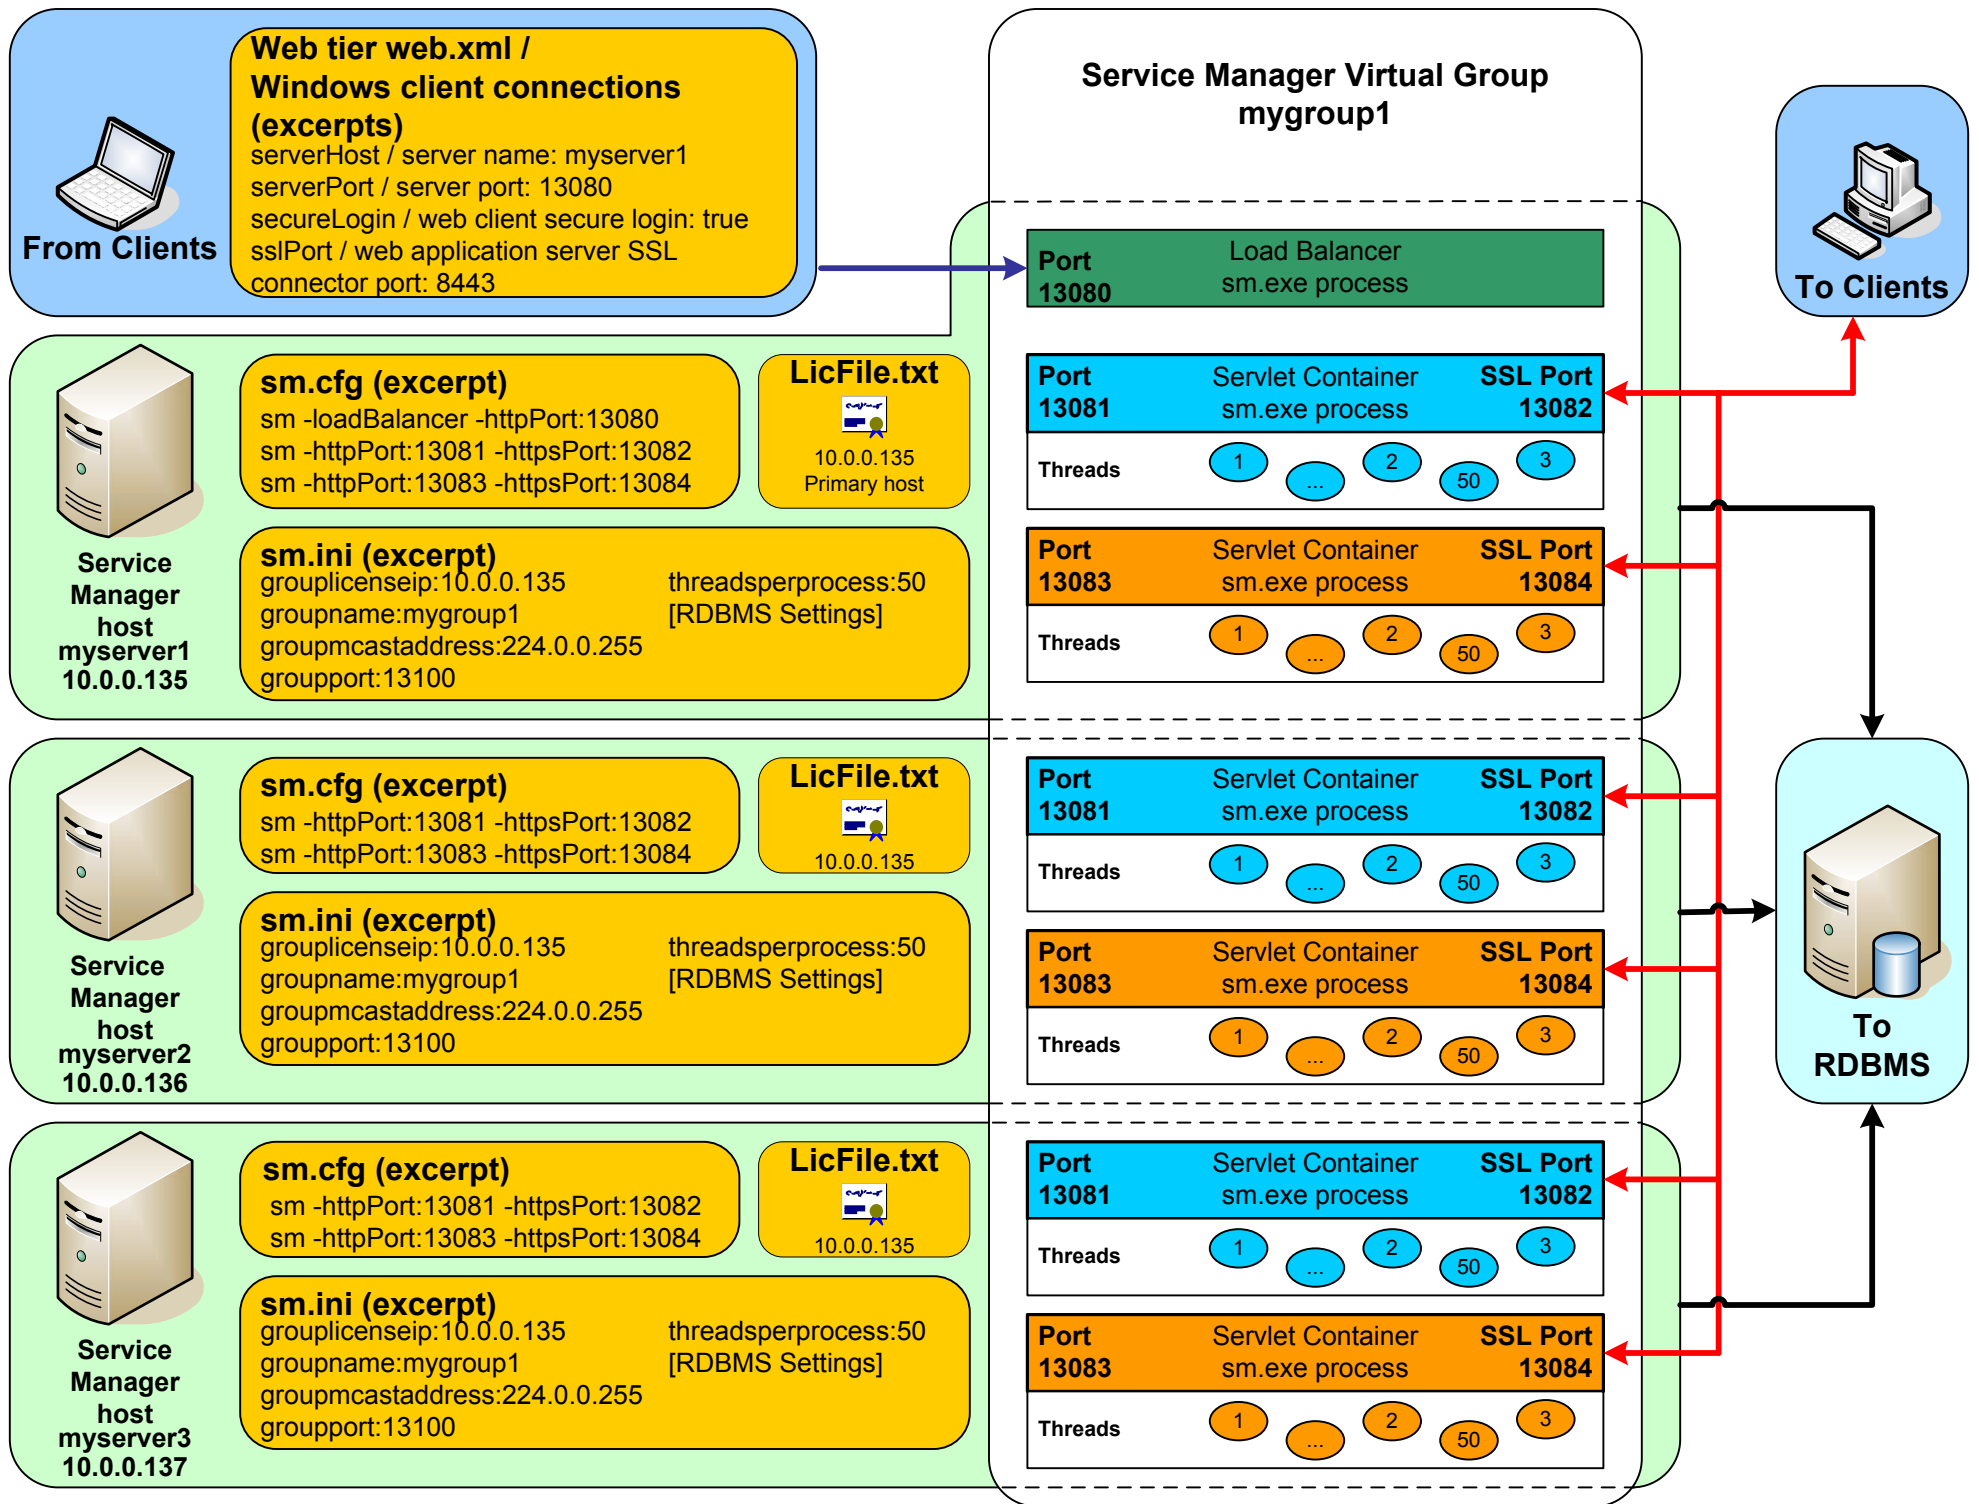 From Clients
Web tier web.xml /
Windows client connections
(excerpts)
serverHost / server name: myserver1
serverPort / server port: 13080
secureLogin / web client secure login: true
sslPort / web application server SSL
connector port: 8443
Service Manager Virtual Group
mygroup1
To Clients
Port
13080
Load Balancer
sm.exe process
Service
Manager
host
myserver1
10.0.0.135
sm.cfg (excerpt)
sm -loadBalancer -httpPort:13080
sm -httpPort:13081 -httpsPort:13082
sm -httpPort:13083 -httpsPort:13084
LicFile.txt
10.0.0.135
Primary host
sm.ini (excerpt)
grouplicenseip:10.0.0.135
groupname:mygroup1
groupmcastaddress:224.0.0.255
groupport:13100
threadsperprocess:50
[RDBMS Settings]
Port
13081
Servlet Container
sm.exe process
SSL Port
13082
Threads
1
...
2
50
3
Port
13083
Servlet Container
sm.exe process
SSL Port
13084
Threads
1
...
2
50
3
Service
Manager
host
myserver2
10.0.0.136
sm.cfg (excerpt)
sm -httpPort:13081 -httpsPort:13082
sm -httpPort:13083 -httpsPort:13084
LicFile.txt
10.0.0.135
sm.ini (excerpt)
grouplicenseip:10.0.0.135
groupname:mygroup1
groupmcastaddress:224.0.0.255
groupport:13100
threadsperprocess:50
[RDBMS Settings]
Port
13081
Servlet Container
sm.exe process
SSL Port
13082
Threads
1
...
2
50
3
Port
13083
Servlet Container
sm.exe process
SSL Port
13084
Threads
1
...
2
50
3
To
RDBMS
Service
Manager
host
myserver3
10.0.0.137
sm.cfg (excerpt)
sm -httpPort:13081 -httpsPort:13082
sm -httpPort:13083 -httpsPort:13084
LicFile.txt
10.0.0.135
sm.ini (excerpt)
grouplicenseip:10.0.0.135
groupname:mygroup1
groupmcastaddress:224.0.0.255
groupport:13100
threadsperprocess:50
[RDBMS Settings]
Port
13081
Servlet Container
sm.exe process
SSL Port
13082
Threads
1
...
2
50
3
Port
13083
Servlet Container
sm.exe process
SSL Port
13084
Threads
1
...
2
50
3